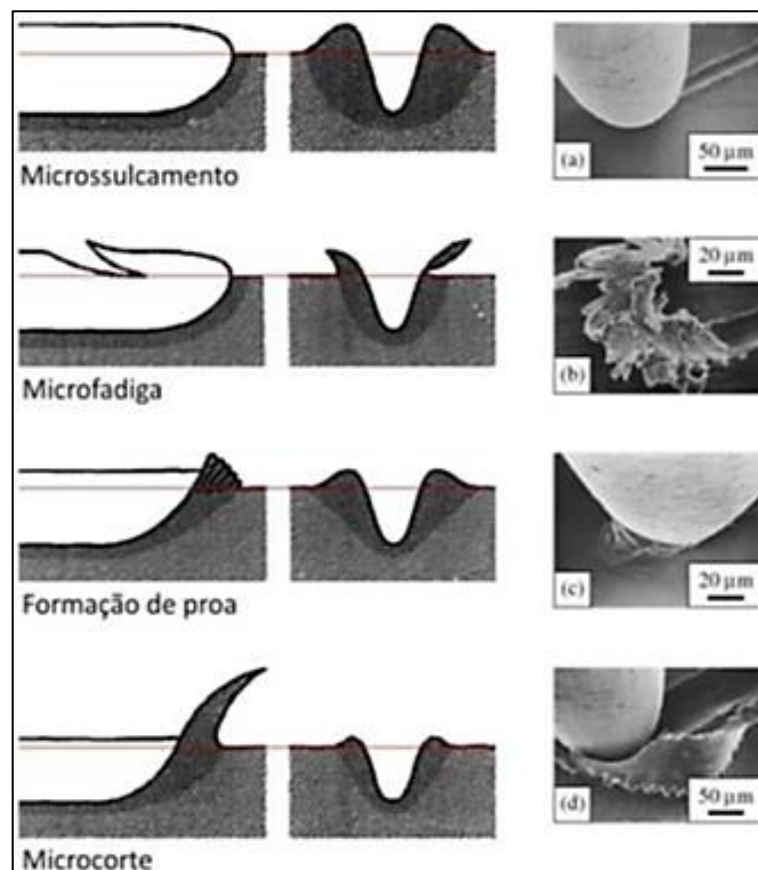 (a)
50 µm
Microssulcamento
(b)
20 µm
Microfadiga
(c)
20 µm
Formação de proa
(d)
50 µm
Microcorte